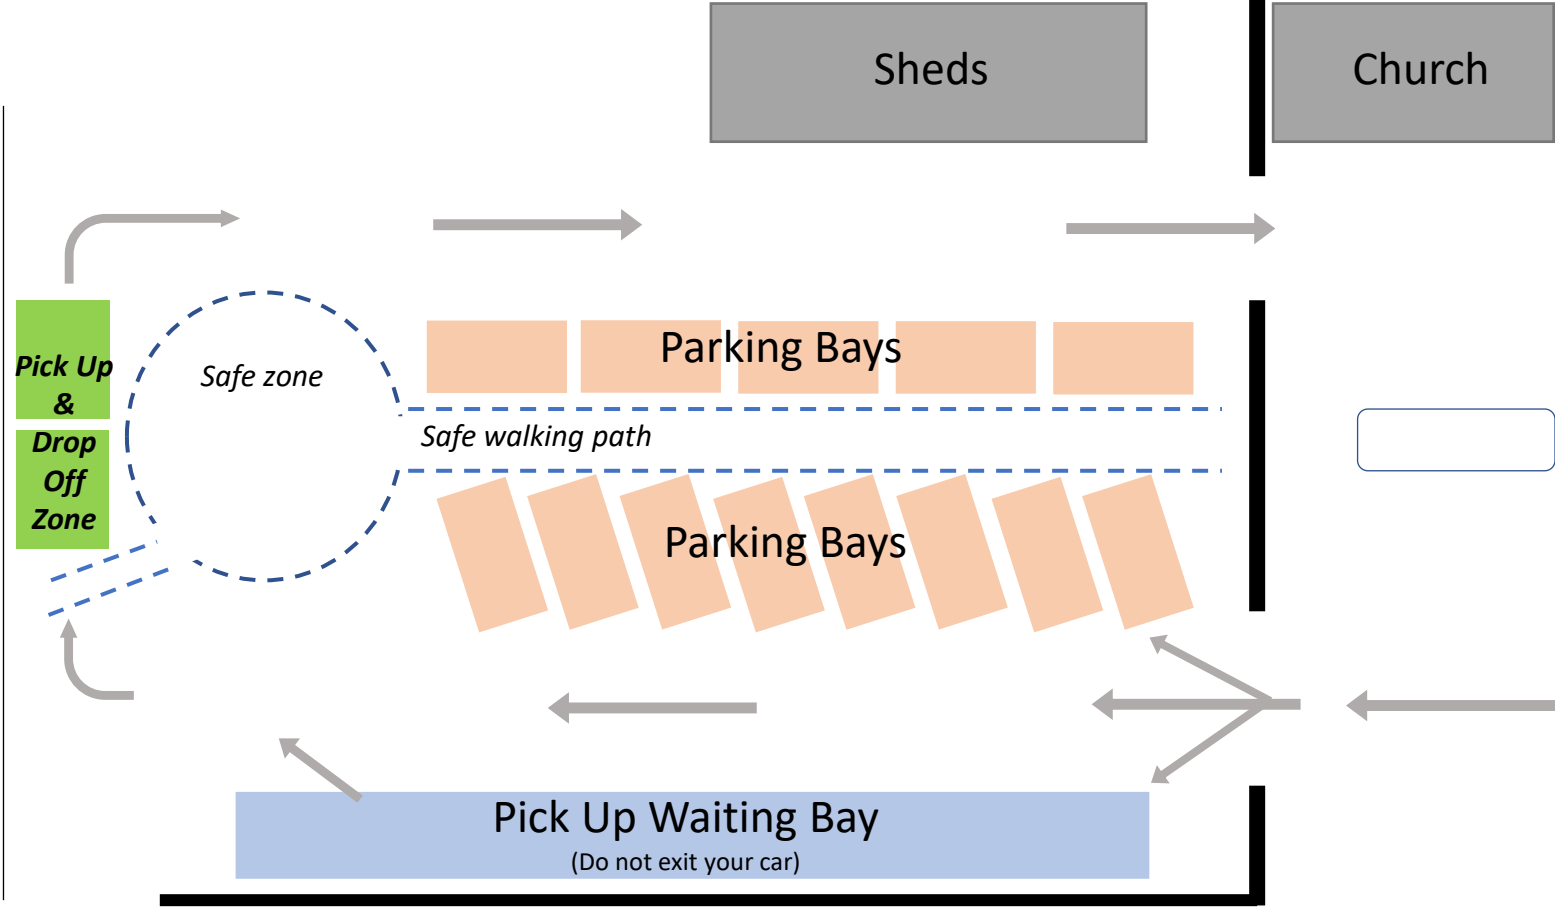 Sheds
Church
Pick Up
&
Drop
Off
Zone
Safe zone
Parking Bays
Safe walking path
Parking Bays
Pick Up Waiting Bay
(Do not exit your car)